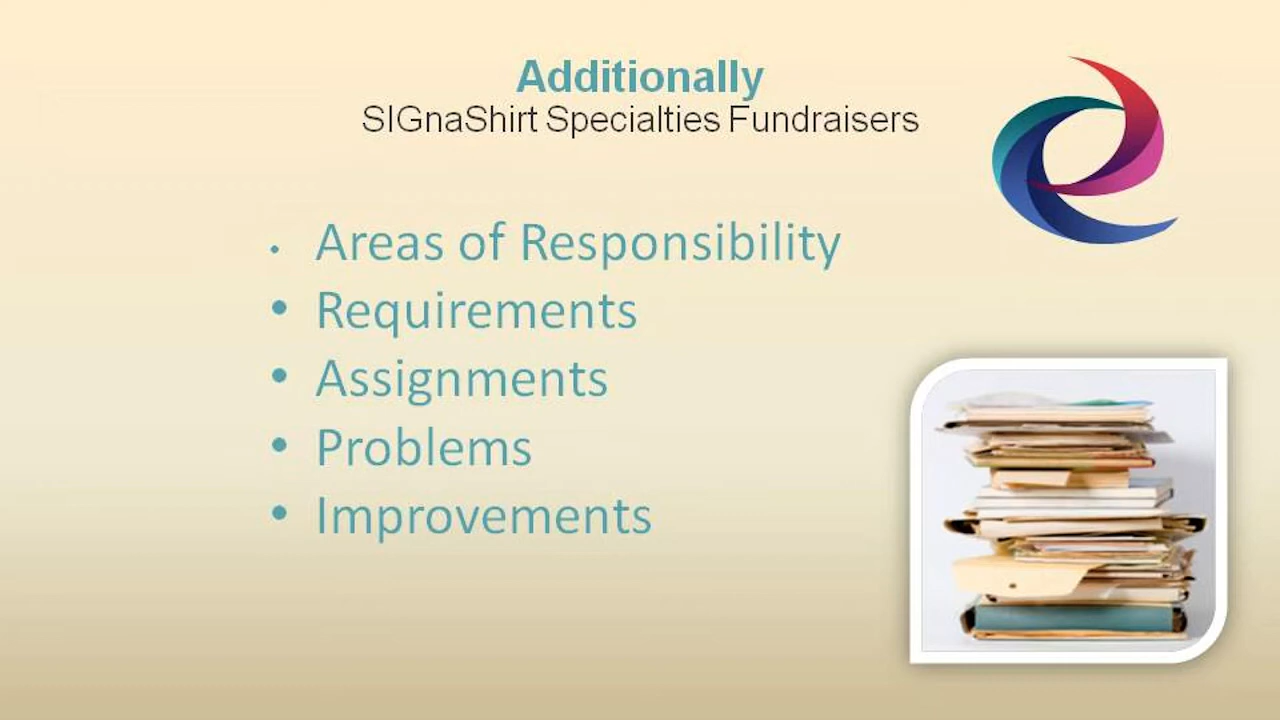 Additionally
SIGnaShirt Specialties Fundraisers
• Areas of Responsibility
• Requirements
• Assignments
• Problems
• Improvements